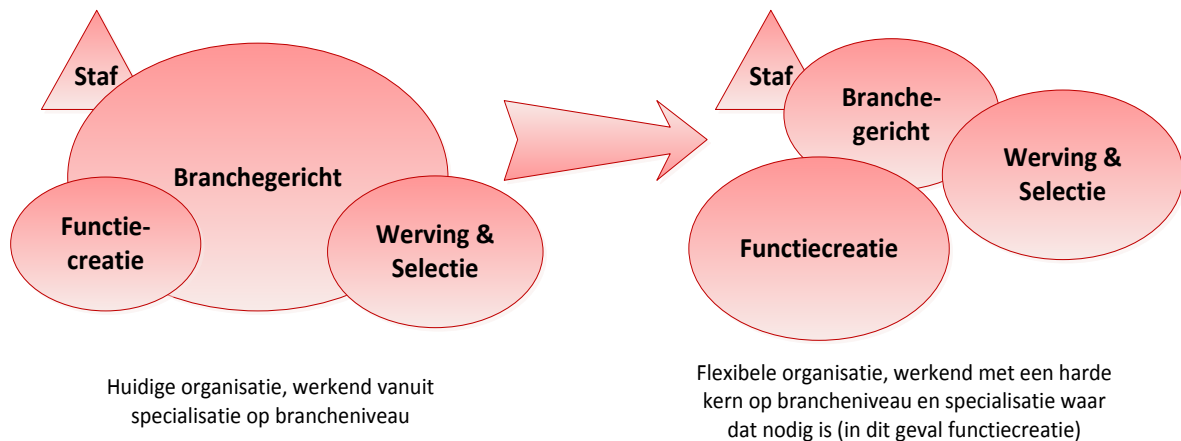 Staf
Branchegericht
Functie-
creatie
Werving &
Selectie
Huidige organisatie, werkend vanuit
specialisatie op brancheniveau
Staf
Branche-
gericht
Werving &
Selectie
Functiecreatie
Flexibele organisatie, werkend met een harde
kern op brancheniveau en specialisatie waar
dat nodig is (in dit geval functiecreatie)